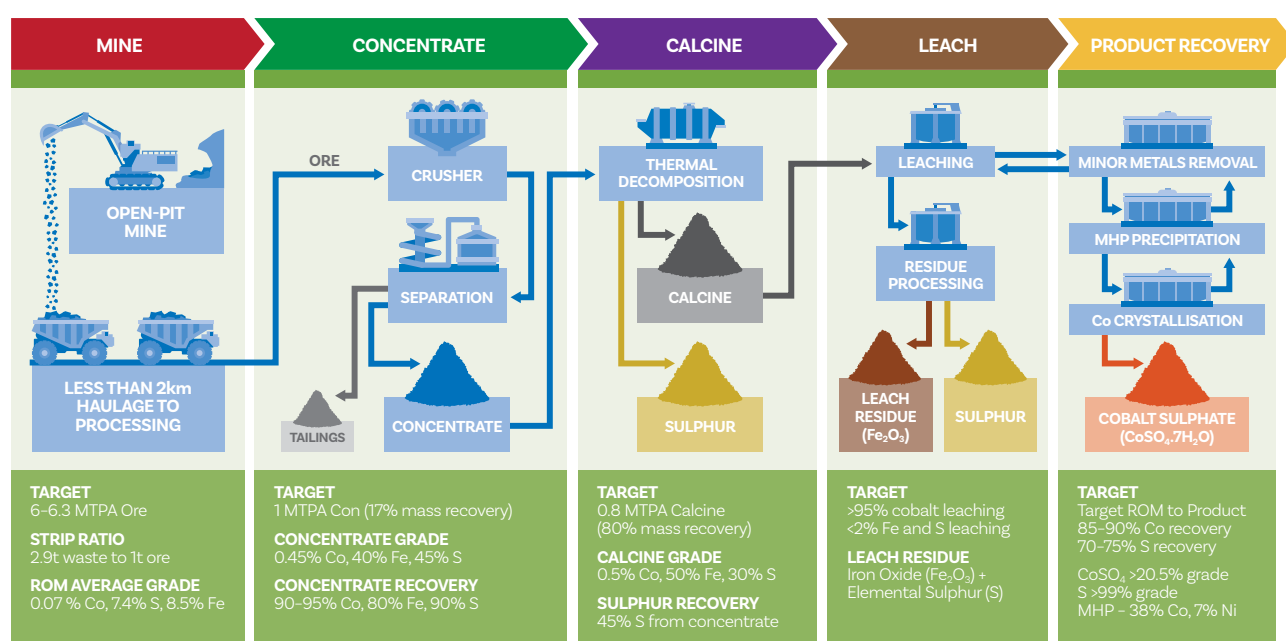 MINE
CONCENTRATE
CALCINE
LEACH
PRODUCT RECOVERY
OPEN-PIT
MINE
LESS THAN 2km
HAULAGE TO
PROCESSING
ORE
CRUSHER
SEPARATION
TAILINGS
CONCENTRATE
THERMAL
DECOMPOSITION
CALCINE
SULPHUR
LEACHING
RESIDUE
PROCESSING
LEACH
RESIDUE
(Fe₂O₃)
SULPHUR
MINOR METALS REMOVAL
MHP PRECIPITATION
Co CRYSTALLISATION
COBALT SULPHATE
(CoSO₄.7H₂O)
TARGET
6–6.3 MTPA Ore
STRIP RATIO
2.9t waste to 1t ore
ROM AVERAGE GRADE
0.07 % Co, 7.4% S, 8.5% Fe
TARGET
1 MTPA Con (17% mass recovery)
CONCENTRATE GRADE
0.45% Co, 40% Fe, 45% S
CONCENTRATE RECOVERY
90–95% Co, 80% Fe, 90% S
TARGET
0.8 MTPA Calcine
(80% mass recovery)
CALCINE GRADE
0.5% Co, 50% Fe, 30% S
SULPHUR RECOVERY
45% S from concentrate
TARGET
>95% cobalt leaching
<2% Fe and S leaching
LEACH RESIDUE
Iron Oxide (Fe₂O₃) +
Elemental Sulphur (S)
TARGET
Target ROM to Product
85–90% Co recovery
70–75% S recovery
CoSO₄ >20.5% grade
S >99% grade
MHP – 38% Co, 7% Ni